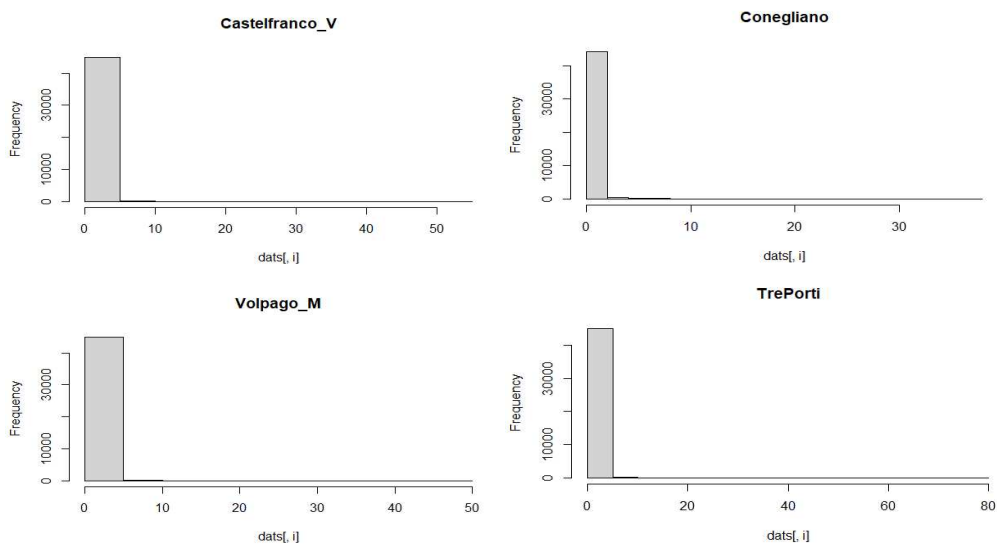 Castelfranco_V
Frequency
0 10000 30000
0 10 20 30 40 50
dats[, i]
Conegliano
Frequency
0 10000 30000
0 10 20 30
dats[, i]
Volpago_M
Frequency
0 10000 30000
0 10 20 30 40 50
dats[, i]
TrePorti
Frequency
0 10000 30000
0 20 40 60 80
dats[, i]